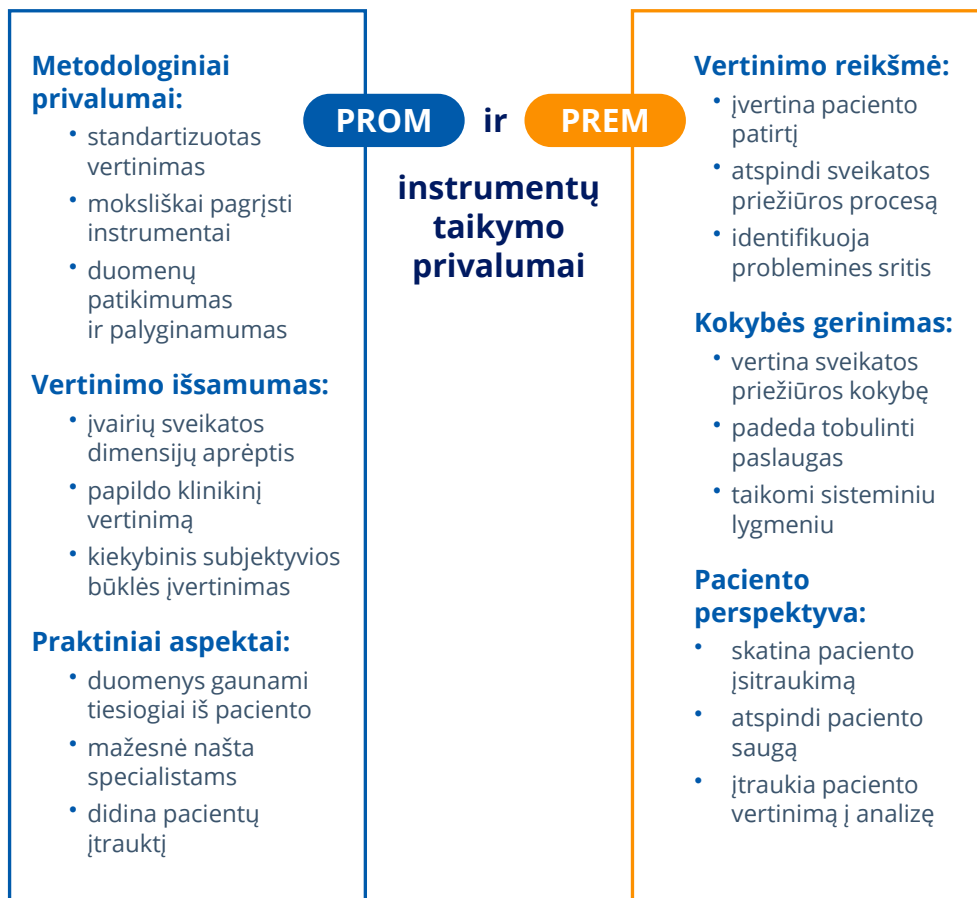 PROM ir PREM
instrumentų
taikymo
privalumai
Metodologiniai
privalumai:
• standartizuotas
vertinimas
• moksliškai pagrįsti
instrumentai
• duomenų
patikimumas
ir palyginamumas
Vertinimo išsamumas:
• įvairių sveikatos
dimensijų aprėptis
• papildo klinikinį
vertinimą
• kiekybinis subjektyvios
būklės įvertinimas
Praktiniai aspektai:
• duomenys gaunami
tiesiogiai iš paciento
• mažesnė našta
specialistams
• didina pacientų
įtrauktį
Vertinimo reikšmė:
• įvertina paciento
patirtį
• atspindi sveikatos
priežiūros procesą
• identifikuoja
problemines sritis
Kokybės gerinimas:
• vertina sveikatos
priežiūros kokybę
• padeda tobulinti
paslaugas
• taikomi sisteminiu
lygmeniu
Paciento
perspektyva:
• skatina paciento
įsitraukimą
• atspindi paciento
saugą
• įtraukia paciento
vertinimą į analizę